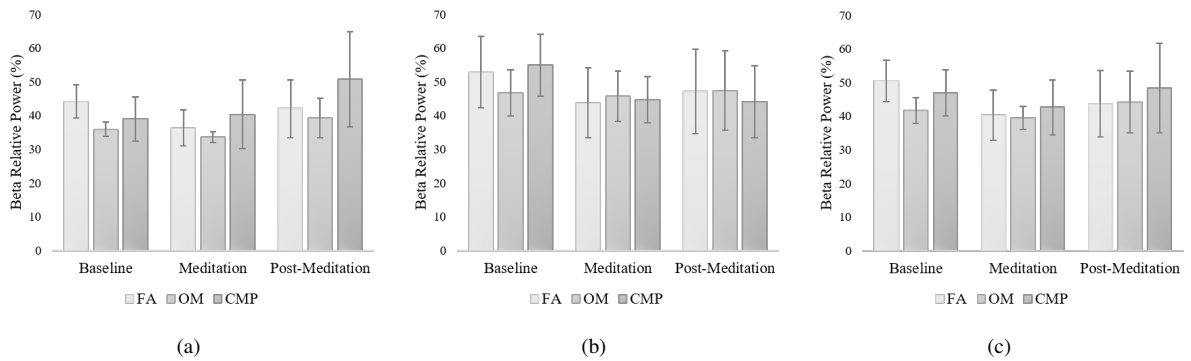 70
60
50
40
30
20
10
0
Beta Relative Power (%)
Baseline Meditation Post-Meditation
FA OM CMP
(a)
70
60
50
40
30
20
10
0
Beta Relative Power (%)
Baseline Meditation Post-Meditation
FA OM CMP
(b)
70
60
50
40
30
20
10
0
Beta Relative Power (%)
Baseline Meditation Post-Meditation
FA OM CMP
(c)